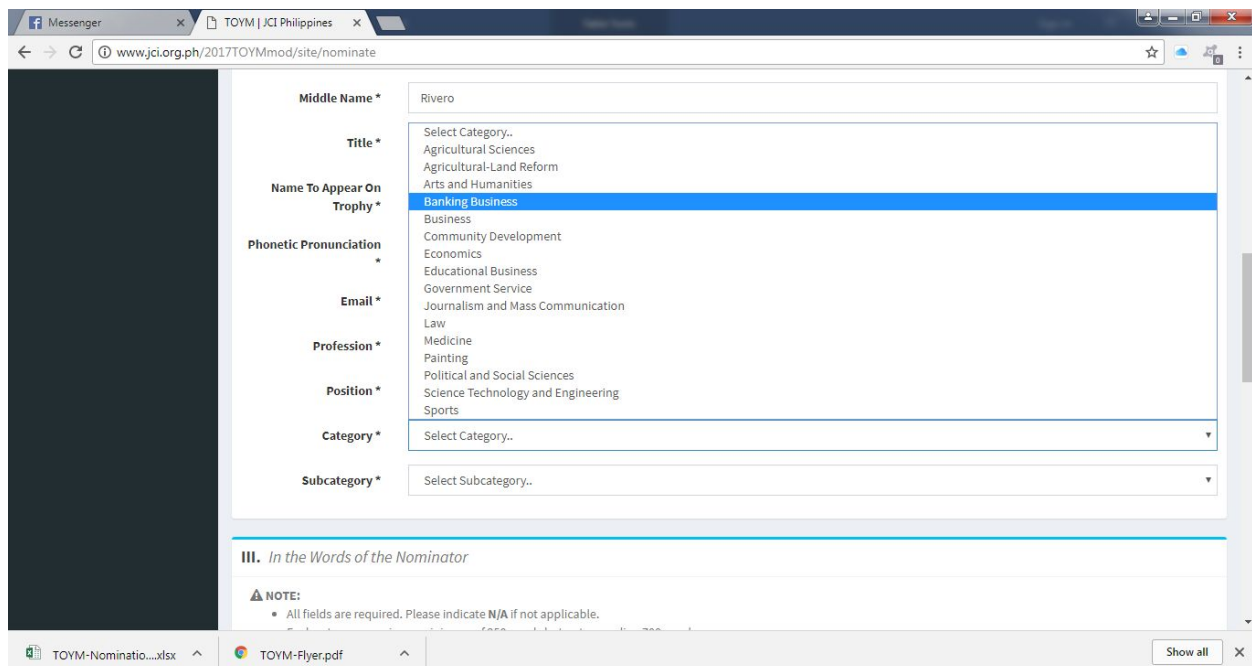 Messenger
TOYM | JCI Philippines
www.jci.org.ph/2017TOYMmod/site/nominate
0
Middle Name *
Rivero
Title *
Select Category..
Agricultural Sciences
Agricultural-Land Reform
Arts and Humanities
Banking Business
Business
Community Development
Economics
Educational Business
Government Service
Journalism and Mass Communication
Law
Medicine
Painting
Political and Social Sciences
Science Technology and Engineering
Sports
Name To Appear On
Trophy *
Phonetic Pronunciation
*
Email *
Profession *
Position *
Category *
Select Category..
Subcategory *
Select Subcategory..
III. In the Words of the Nominator
NOTE:
• All fields are required. Please indicate N/A if not applicable.
TOYM-Nominatio....xlsx
TOYM-Flyer.pdf
Show all